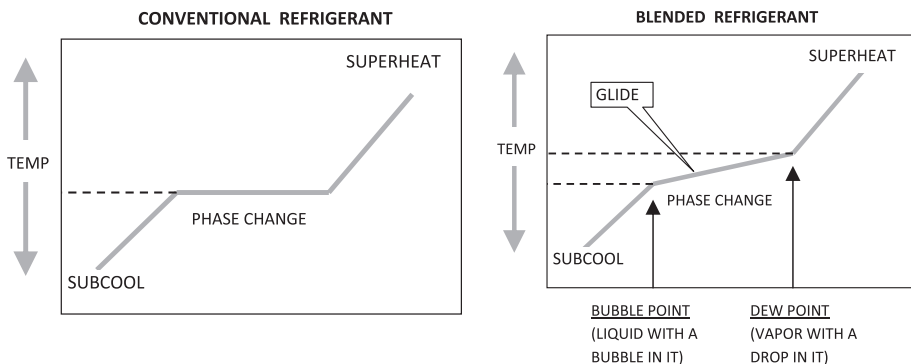 CONVENTIONAL REFRIGERANT
SUPERHEAT
TEMP
PHASE CHANGE
SUBCOOL
BLENDED REFRIGERANT
SUPERHEAT
GLIDE
TEMP
PHASE CHANGE
SUBCOOL
BUBBLE POINT
(LIQUID WITH A
BUBBLE IN IT)
DEW POINT
(VAPOR WITH A
DROP IN IT)